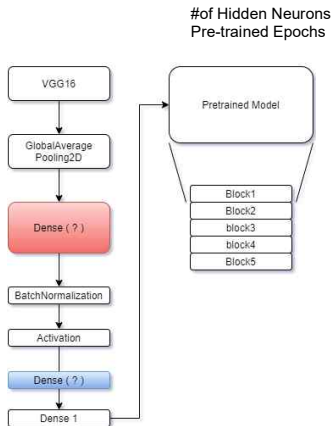 #of Hidden Neurons
Pre-trained Epochs
VGG16
GlobalAverage
Pooling2D
Dense ( ? )
BatchNormalization
Activation
Dense ( ? )
Dense 1
Pretrained Model
Block1
Block2
block3
block4
Block5